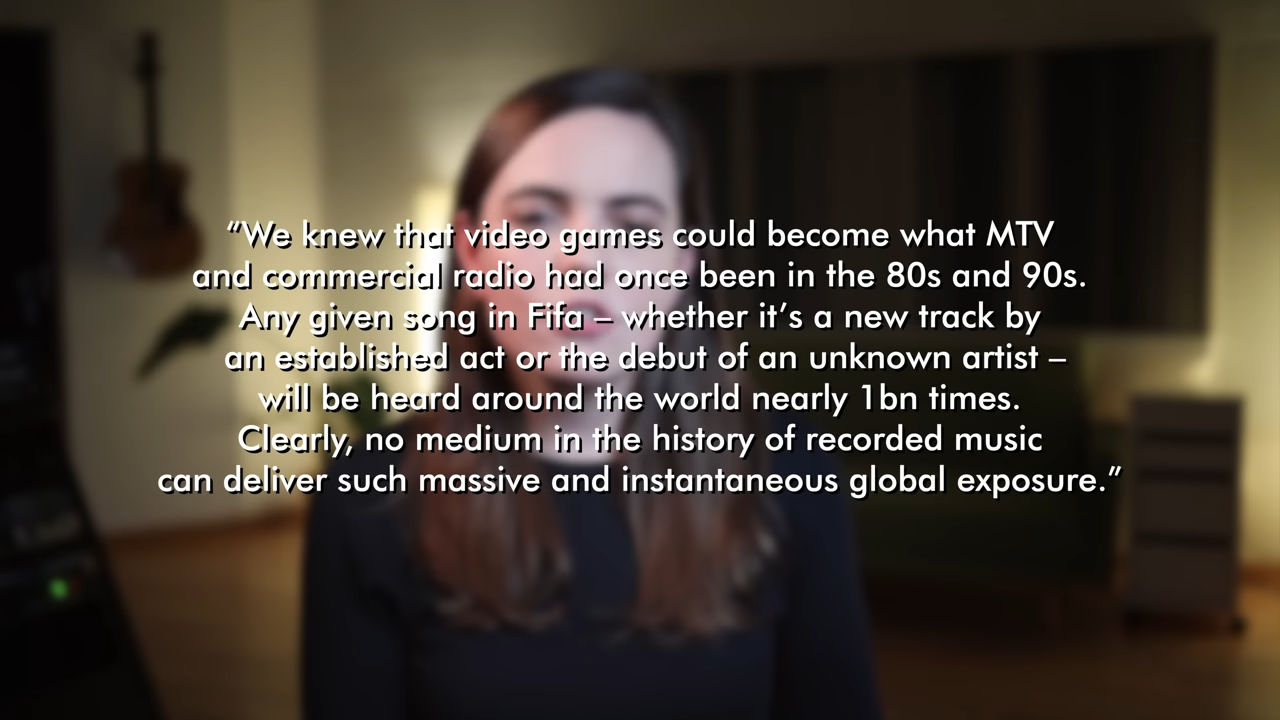 “We knew that video games could become what MTV
and commercial radio had once been in the 80s and 90s.
Any given song in Fifa – whether it’s a new track by
an established act or the debut of an unknown artist –
will be heard around the world nearly 1bn times.
Clearly, no medium in the history of recorded music
can deliver such massive and instantaneous global exposure.”